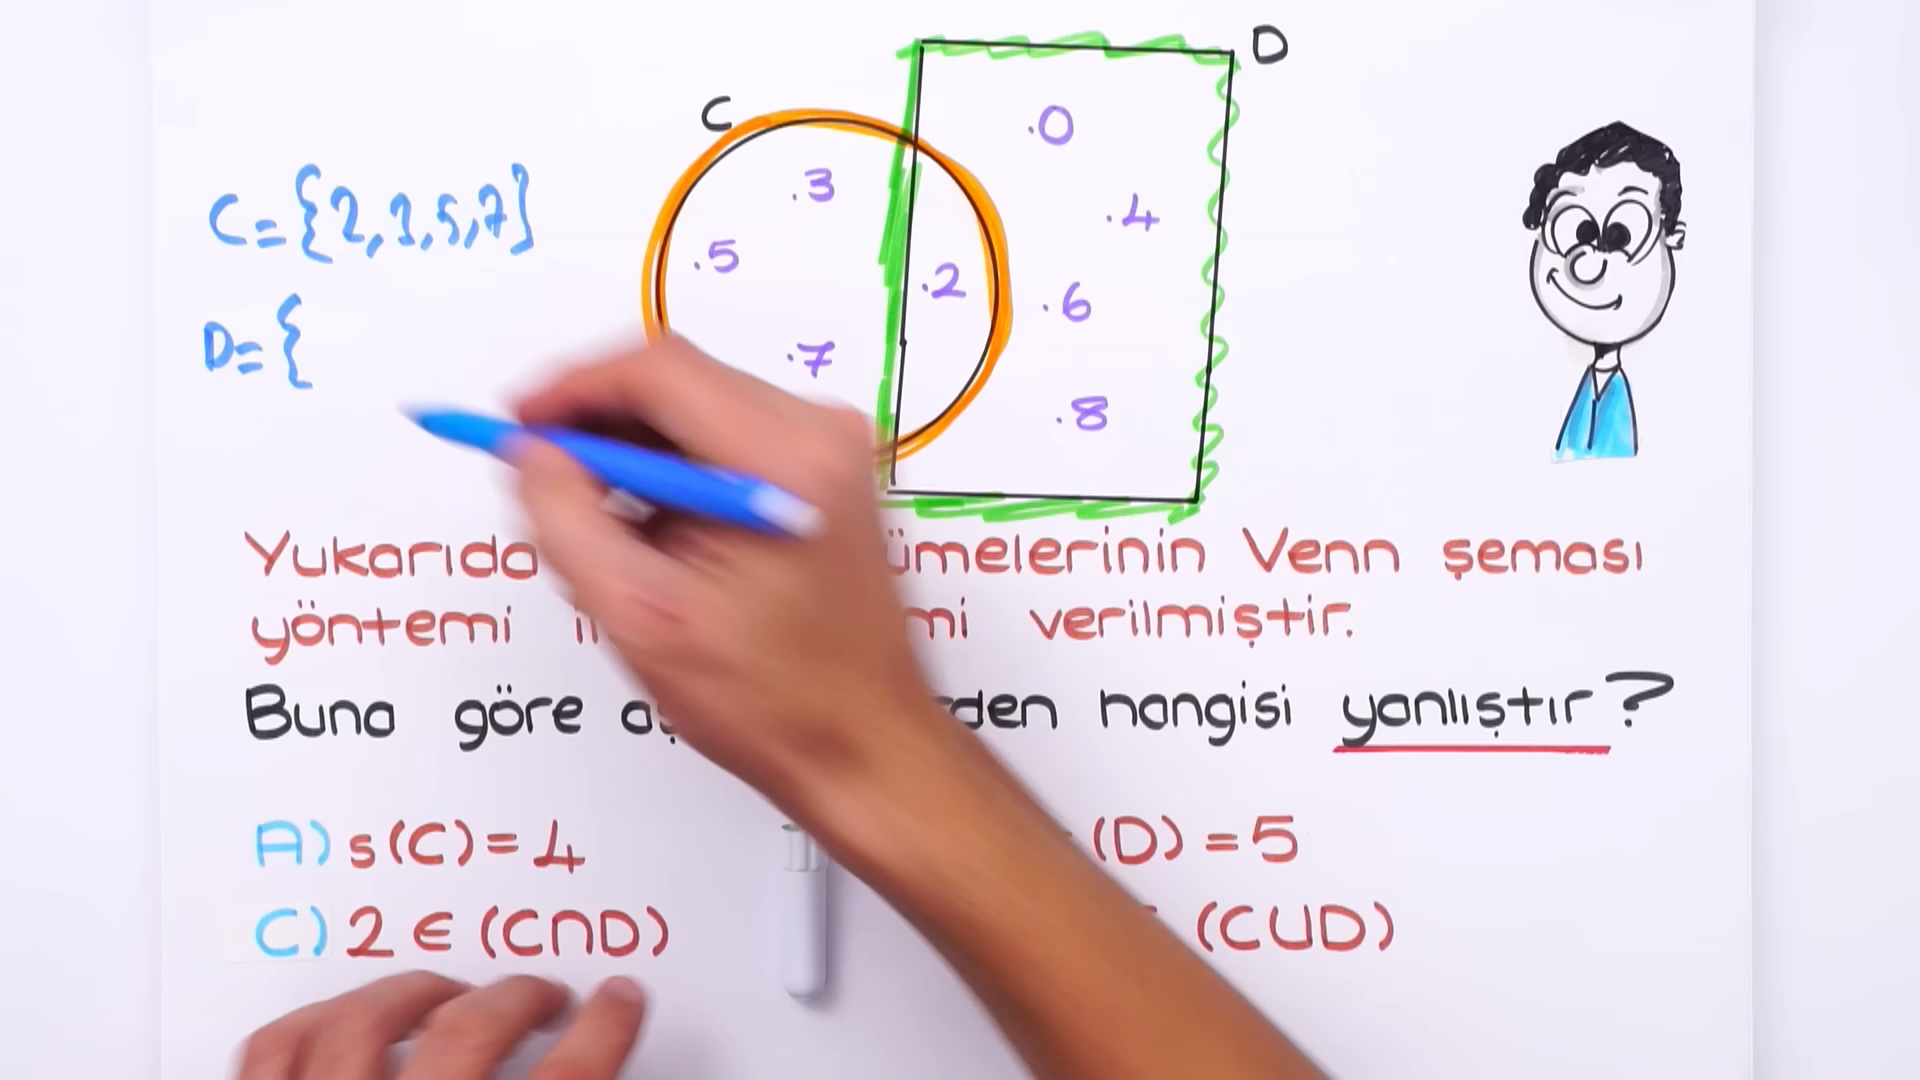 D
C
.0
.3
.4
C={2,3,5,7}
.5
.2
.6
D={
.7
.8
Yukarıda ümelerinin Venn şeması
yöntemi mi verilmiştir.
Buna göre den hangisi yanlıştır?
A) s(C)=4 (D)=5
C) 2 ∈ (C∩D) (C∪D)